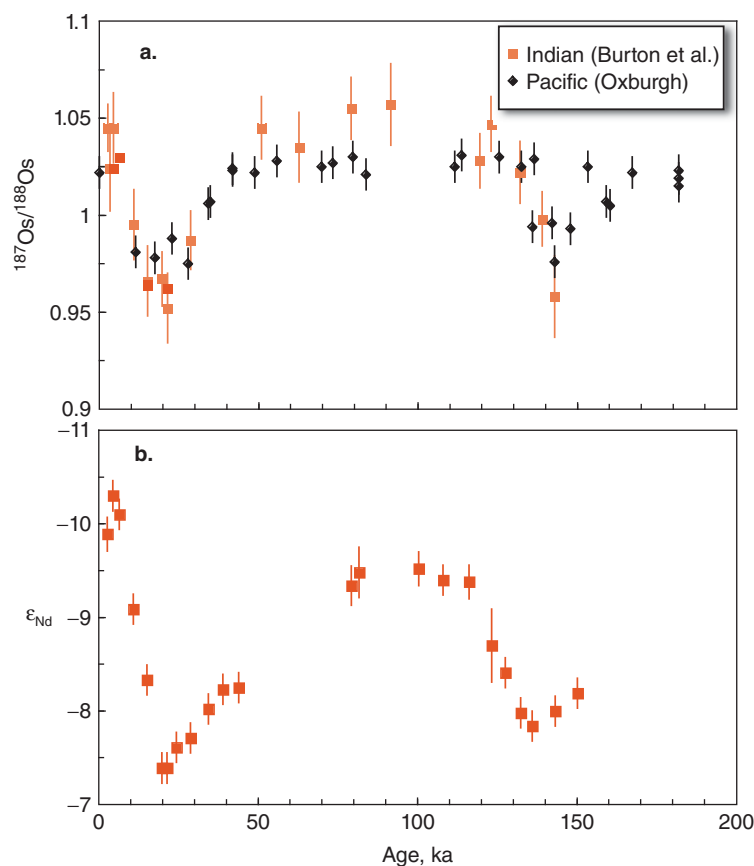 1.1
a.
Indian (Burton et al.)
Pacific (Oxburgh)
1.05
1
0.95
0.9
187Os/188Os
−11
b.
−10
−9
−8
−7
εNd
0 50 100 150 200
Age, ka